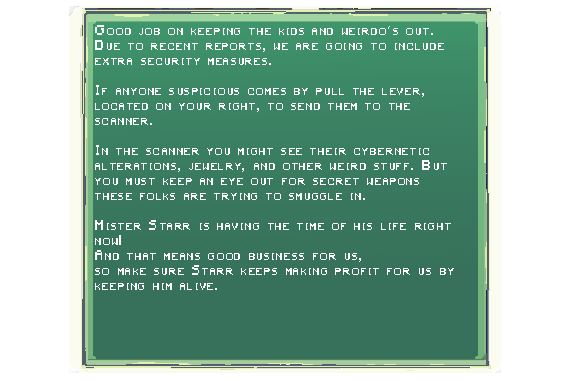 Good job on keeping the kids and weirdo's out.
Due to recent reports, we are going to include
extra security measures.
If anyone suspicious comes by pull the lever,
located on your right, to send them to the
scanner.
In the scanner you might see their cybernetic
alterations, jewelry, and other weird stuff. But
you must keep an eye out for secret weapons
these folks are trying to smuggle in.
Mister Starr is having the time of his life right
now!
And that means good business for us,
so make sure Starr keeps making profit for us by
keeping him alive.